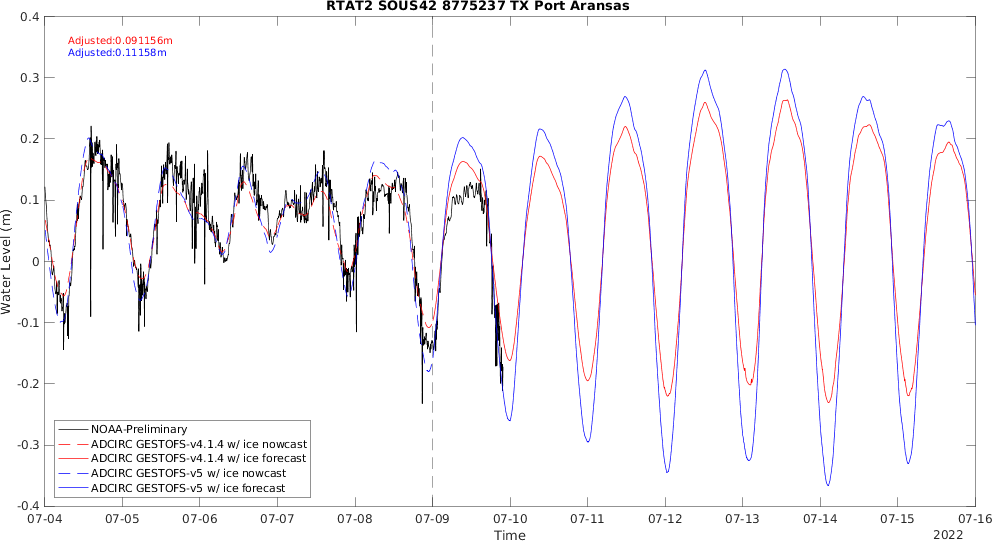 RTAT2 SOUS42 8775237 TX Port Aransas
Adjusted:0.091156m
Adjusted:0.11158m
0.4
0.3
0.2
0.1
0
-0.1
-0.2
-0.3
-0.4
Water Level (m)
NOAA-Preliminary
ADCIRC GESTOFS-v4.1.4 w/ ice nowcast
ADCIRC GESTOFS-v4.1.4 w/ ice forecast
ADCIRC GESTOFS-v5 w/ ice nowcast
ADCIRC GESTOFS-v5 w/ ice forecast
07-04 07-05 07-06 07-07 07-08 07-09 07-10 07-11 07-12 07-13 07-14 07-15 07-16
Time
2022